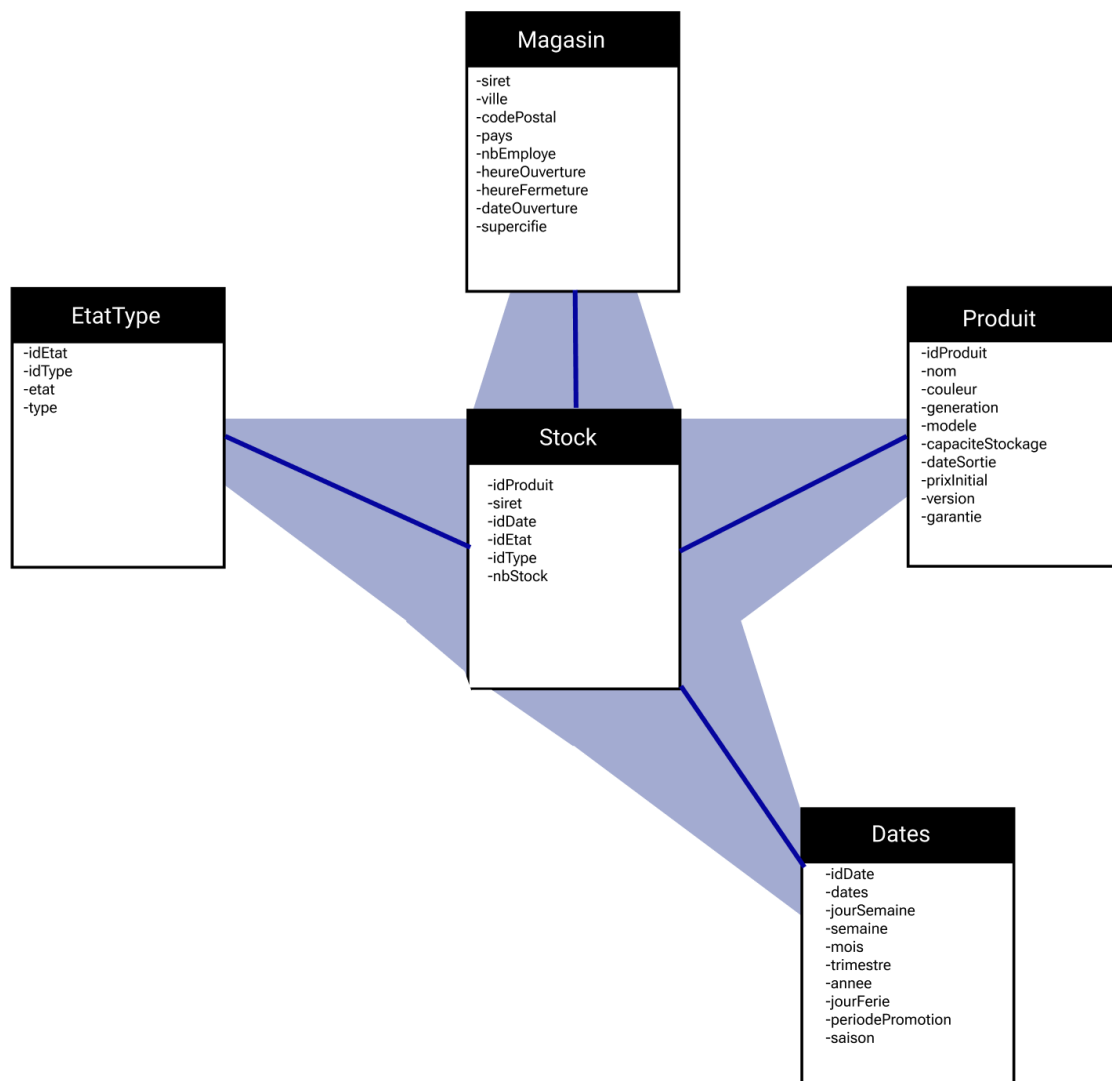 Magasin
-siret
-ville
-codePostal
-pays
-nbEmploye
-heureOuverture
-heureFermeture
-dateOuverture
-supercifie
EtatType
-idEtat
-idType
-etat
-type
Stock
-idProduit
-siret
-idDate
-idEtat
-idType
-nbStock
Produit
-idProduit
-nom
-couleur
-generation
-modele
-capaciteStockage
-dateSortie
-prixInitial
-version
-garantie
Dates
-idDate
-dates
-jourSemaine
-semaine
-mois
-trimestre
-annee
-jourFerie
-periodePromotion
-saison